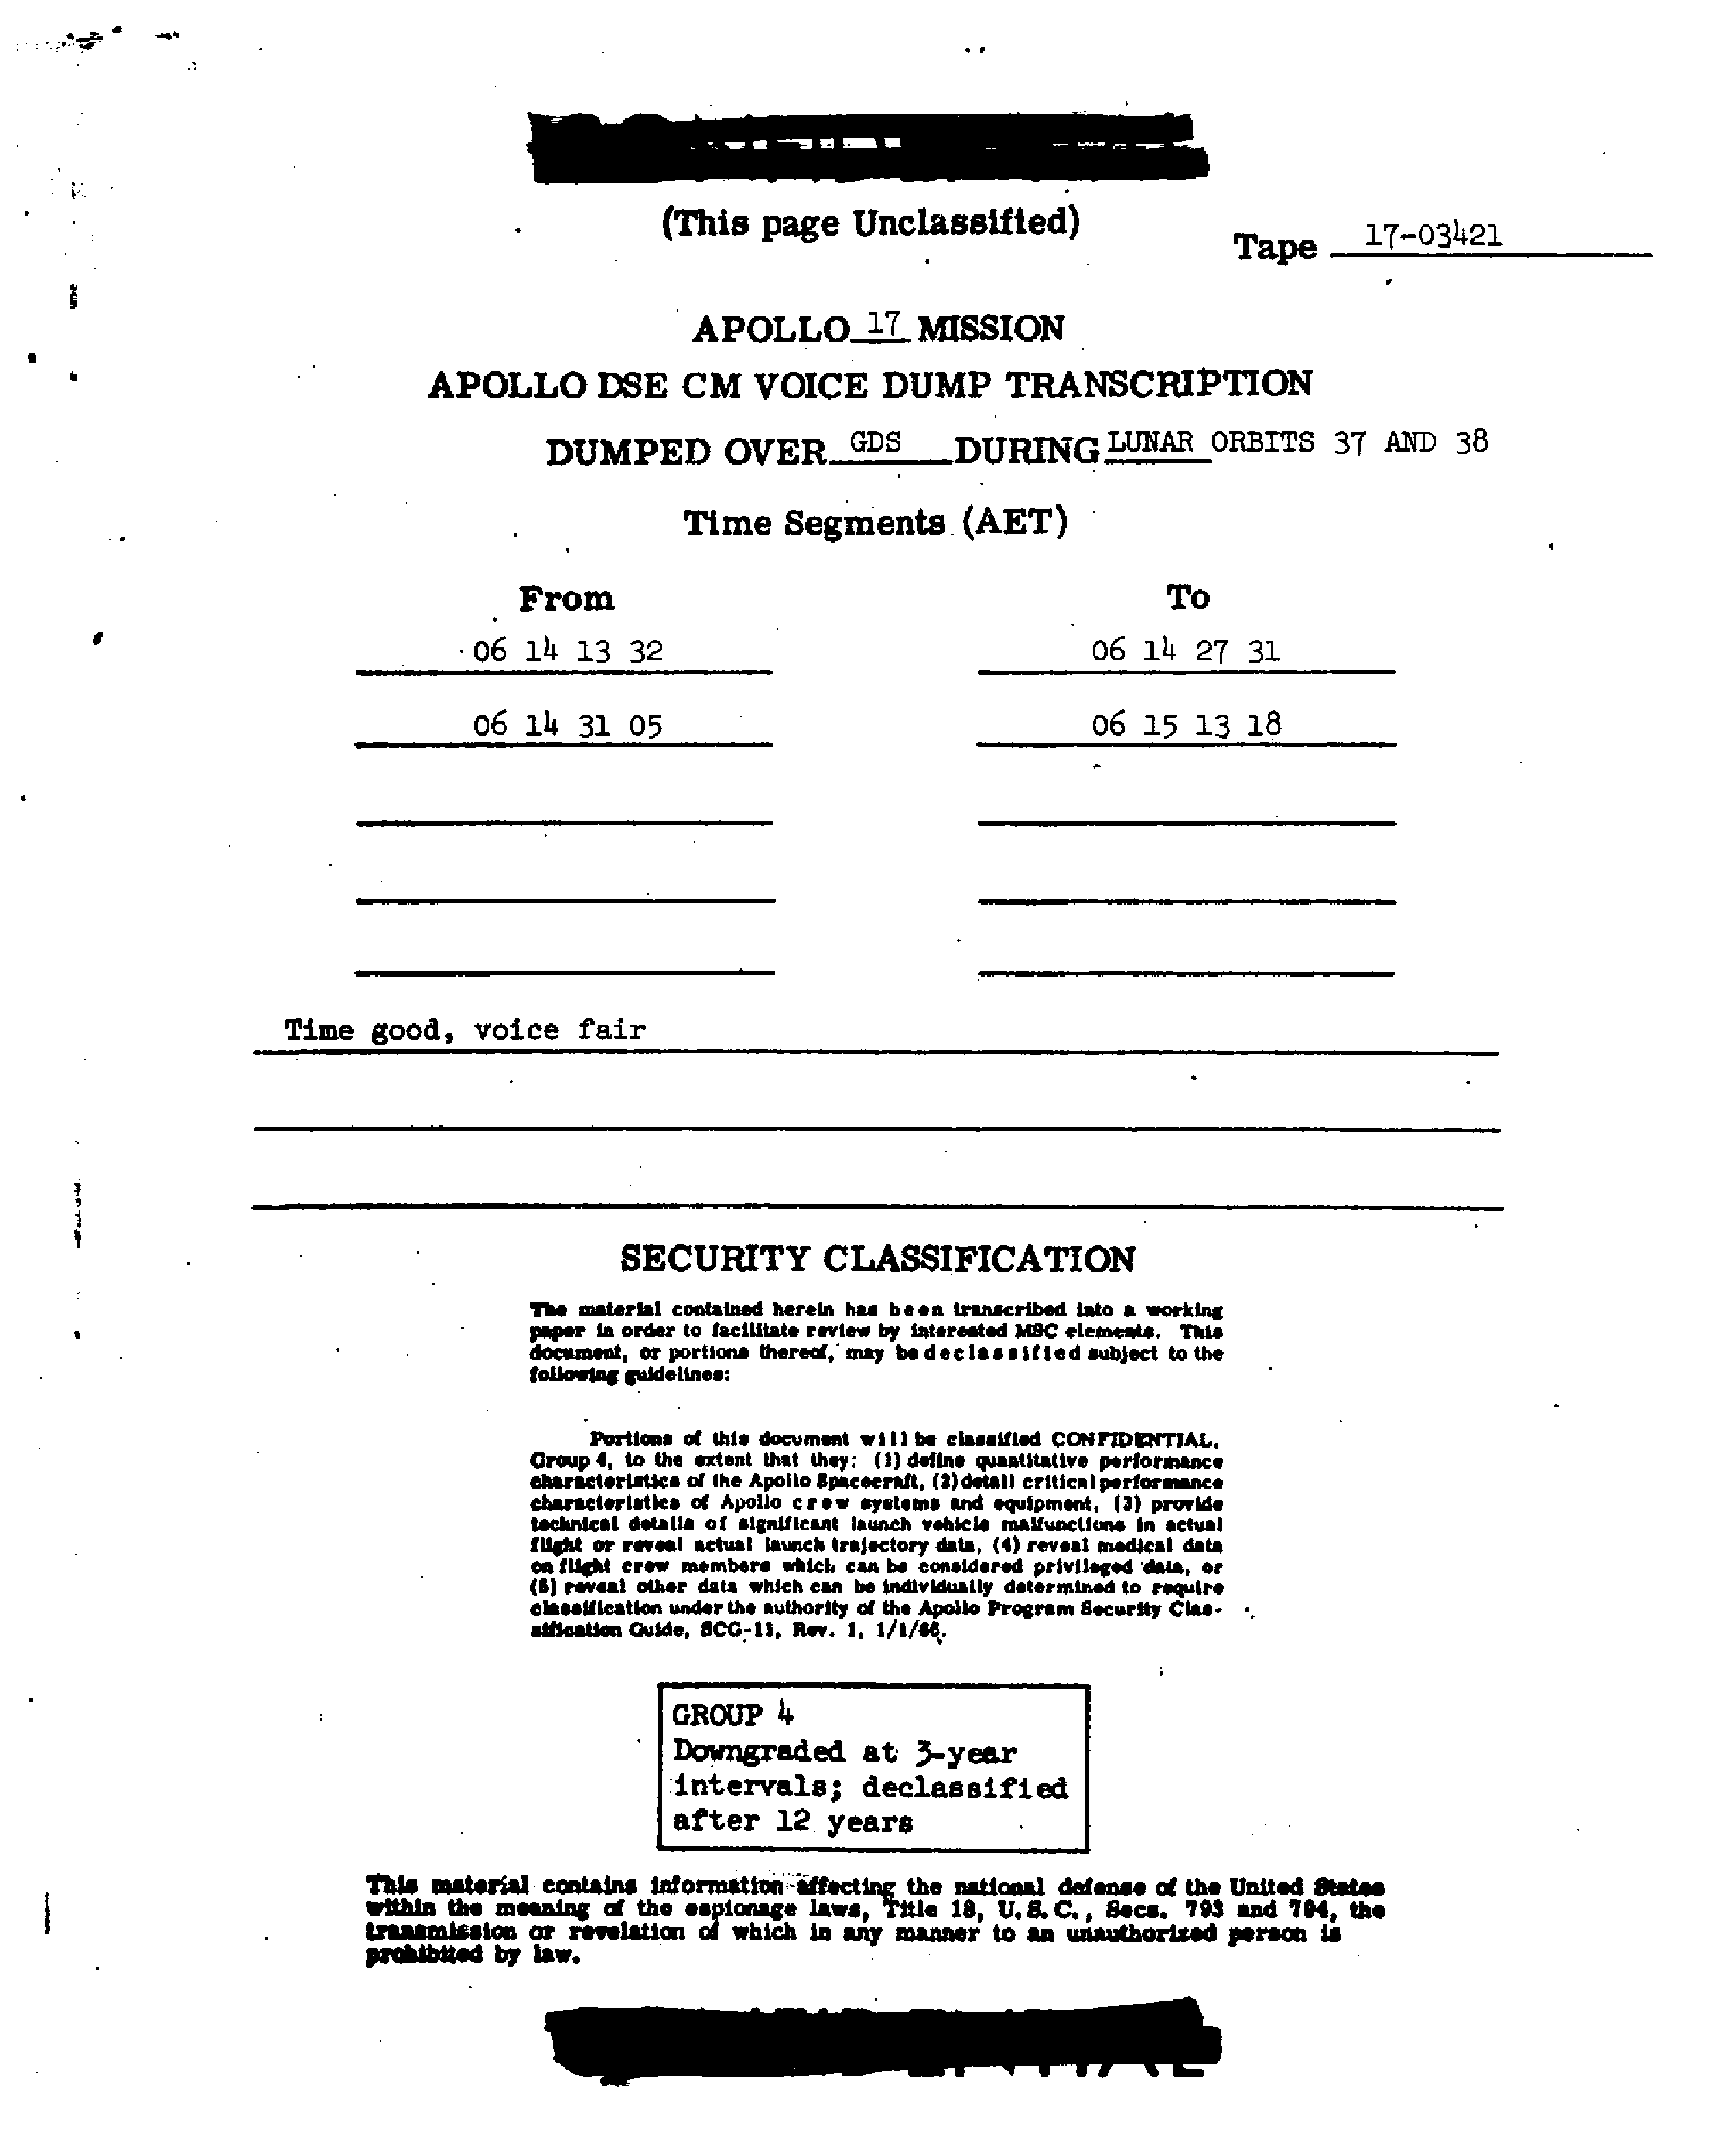 (This page Unclassified)
Tape 17-03421
APOLLO 17 MISSION
APOLLO DSE CM VOICE DUMP TRANSCRIPTION
DUMPED OVER GDS DURING LUNAR ORBITS 37 AND 38
Time Segments (AET)
From To
06 14 13 32 06 14 27 31
06 14 31 05 06 15 13 18
Time good, voice fair
SECURITY CLASSIFICATION
The material contained herein has been transcribed into a working
paper in order to facilitate review by interested MSC elements. This
document, or portions thereof, may be declassified subject to the
following guidelines:
Portions of this document will be classified CONFIDENTIAL,
Group 4, to the extent that they: (1) define quantitative performance
characteristics of the Apollo Spacecraft, (2) detail critical performance
characteristics of Apollo crew systems and equipment, (3) provide
technical details of significant launch vehicle malfunctions in actual
flight or reveal actual launch trajectory data, (4) reveal medical data
on flight crew members which can be considered privileged data, or
(5) reveal other data which can be individually determined to require
classification under the authority of the Apollo Program Security Clas-
sification Guide, SCG-11, Rev. 1, 1/1/66.
GROUP 4
Downgraded at 3-year
intervals; declassified
after 12 years
This material contains information affecting the national defense of the United States
within the meaning of the espionage laws, Title 18, U.S.C., Secs. 793 and 794, the
transmission or revelation of which in any manner to an unauthorized person is
prohibited by law.